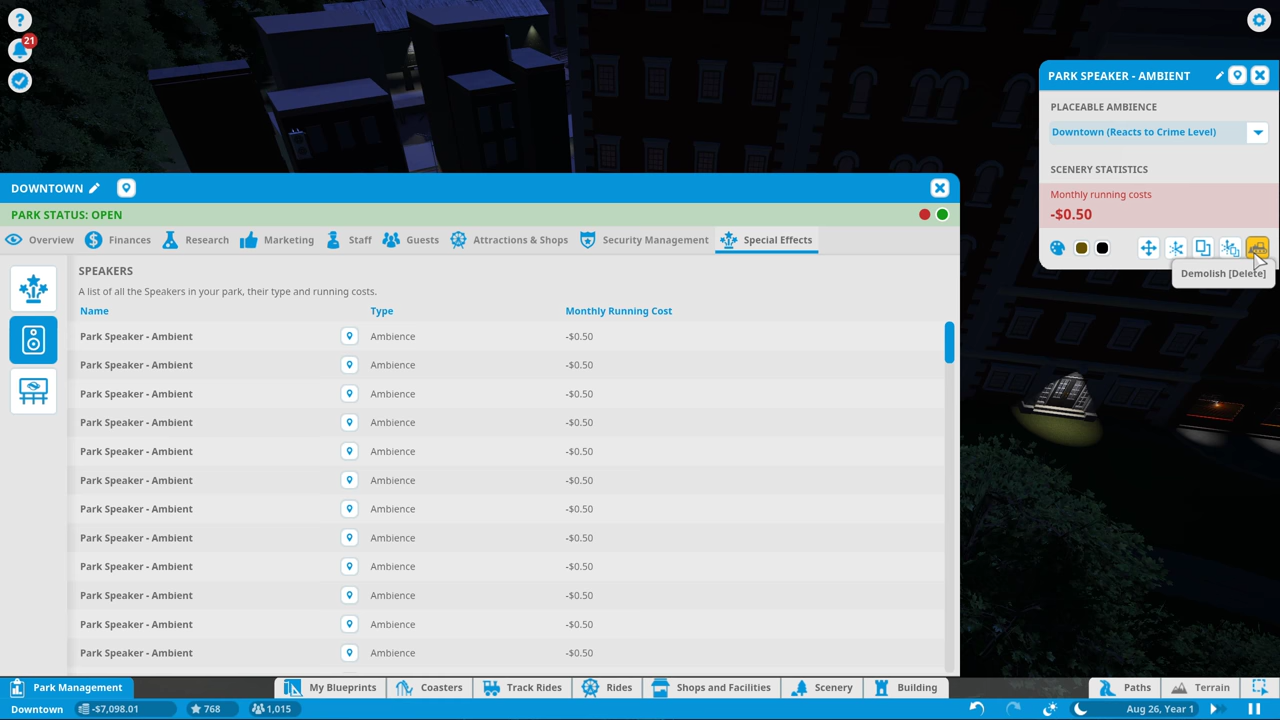 ?
21
PARK SPEAKER - AMBIENT
PLACEABLE AMBIENCE
Downtown (Reacts to Crime Level)
SCENERY STATISTICS
Monthly running costs
-$0.50
Demolish [Delete]
DOWNTOWN
PARK STATUS: OPEN
Overview
Finances
Research
Marketing
Staff
Guests
Attractions & Shops
Security Management
Special Effects
SPEAKERS
A list of all the Speakers in your park, their type and running costs.
Name Type Monthly Running Cost
Park Speaker - Ambient Ambience -$0.50
Park Speaker - Ambient Ambience -$0.50
Park Speaker - Ambient Ambience -$0.50
Park Speaker - Ambient Ambience -$0.50
Park Speaker - Ambient Ambience -$0.50
Park Speaker - Ambient Ambience -$0.50
Park Speaker - Ambient Ambience -$0.50
Park Speaker - Ambient Ambience -$0.50
Park Speaker - Ambient Ambience -$0.50
Park Speaker - Ambient Ambience -$0.50
Park Speaker - Ambient Ambience -$0.50
Park Speaker - Ambient Ambience -$0.50
Park Management
My Blueprints
Coasters
Track Rides
Rides
Shops and Facilities
Scenery
Building
Paths
Terrain
Downtown
-$7,098.01
768
1,015
Aug 26, Year 1